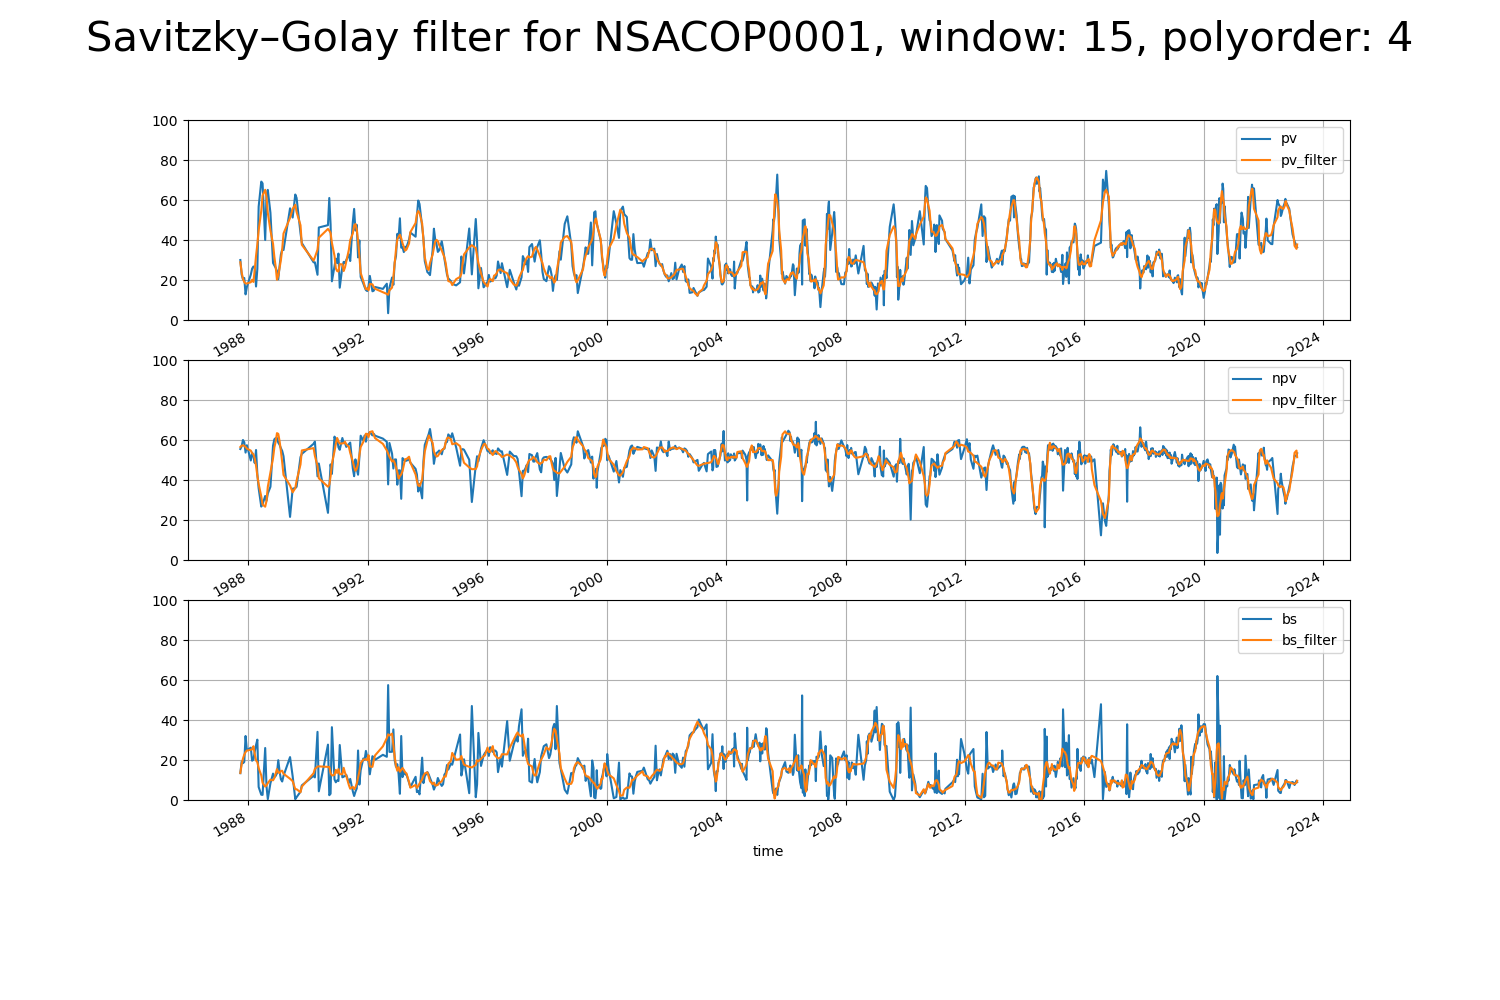 Savitzky–Golay filter for NSACOP0001, window: 15, polyorder: 4
100
80
60
40
20
0
pv
pv_filter
1988 1992 1996 2000 2004 2008 2012 2016 2020 2024
100
80
60
40
20
0
npv
npv_filter
1988 1992 1996 2000 2004 2008 2012 2016 2020 2024
100
80
60
40
20
0
bs
bs_filter
1988 1992 1996 2000 2004 2008 2012 2016 2020 2024
time